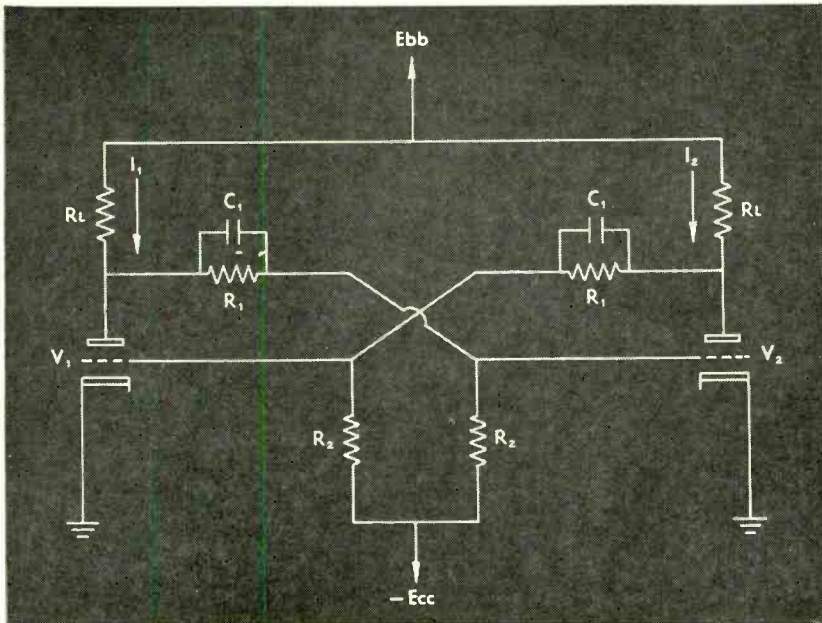 Ebb
I₁
I₂
RL
C₁
C₁
RL
R₁
R₁
V₁
V₂
R₂
R₂
– Ecc